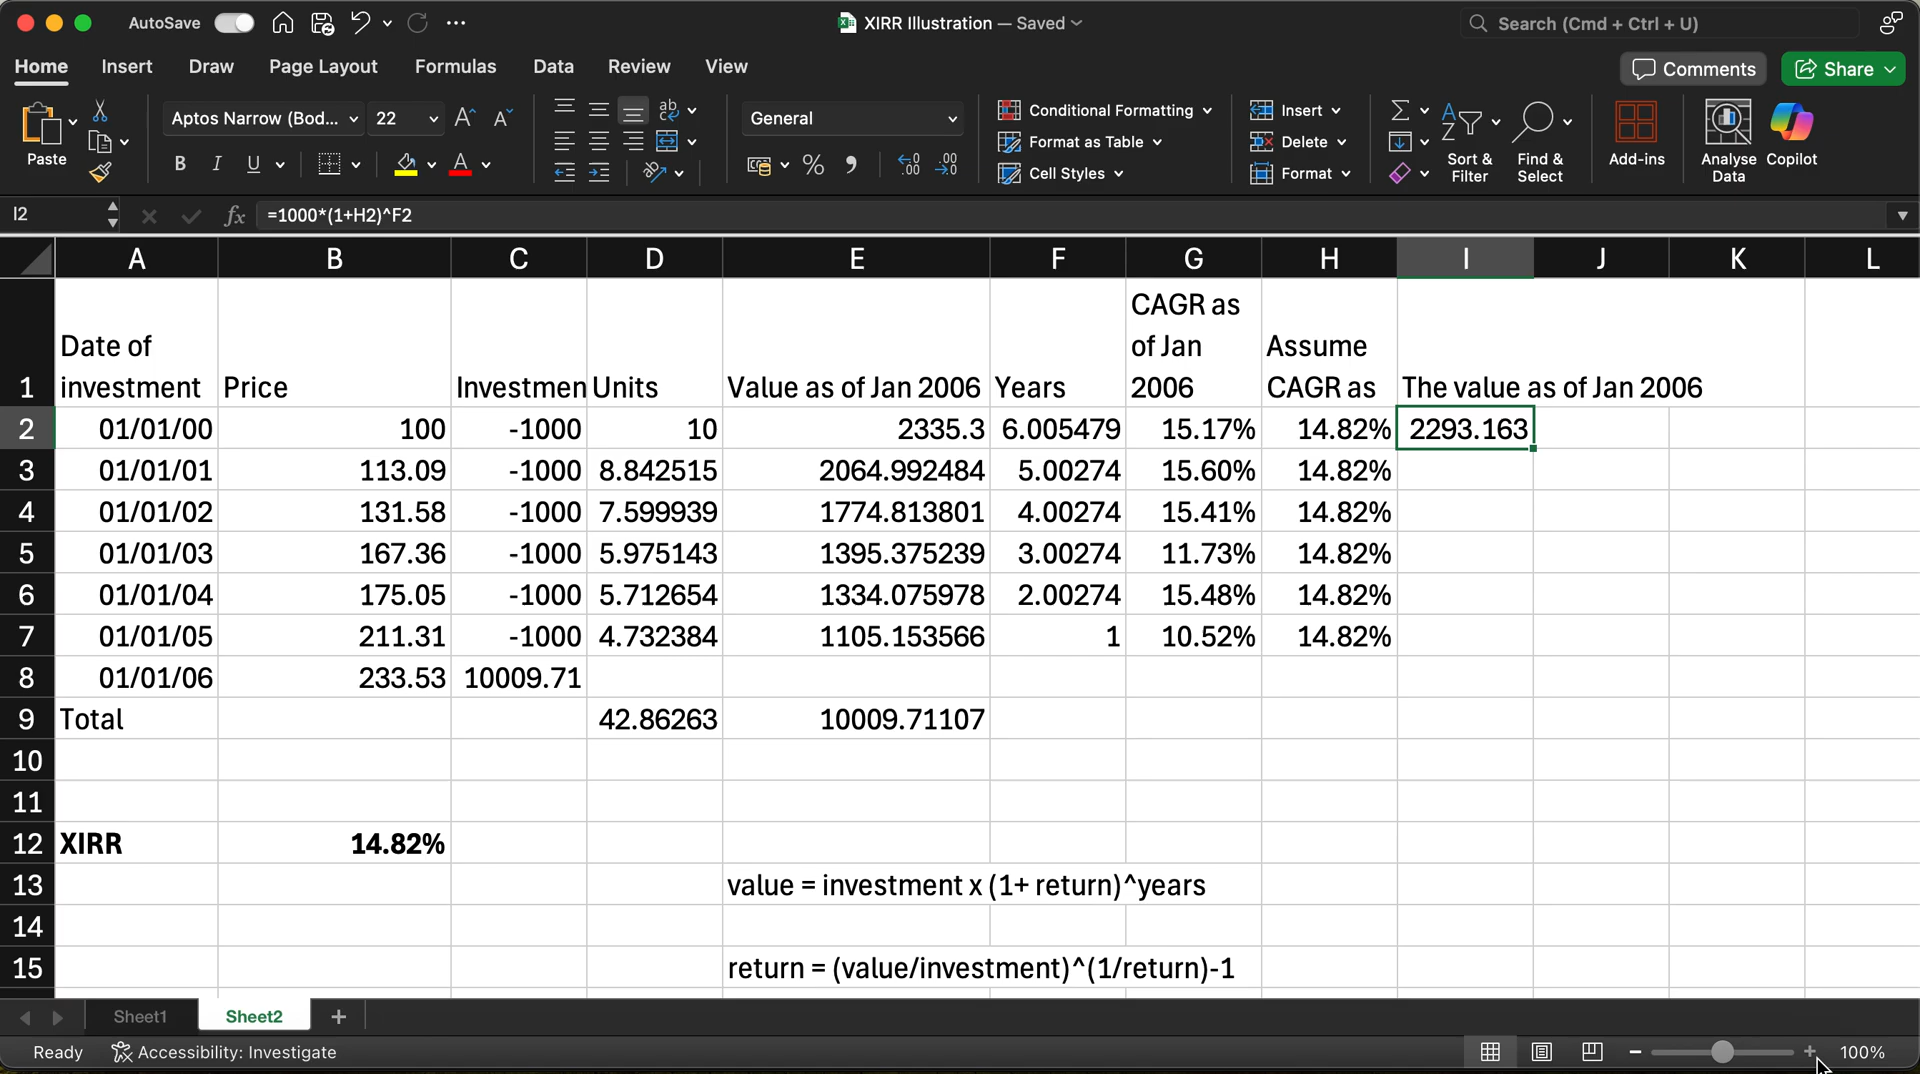 AutoSave
XIRR Illustration — Saved
Search (Cmd + Ctrl + U)
Home Insert Draw Page Layout Formulas Data Review View
Comments Share
Paste
Aptos Narrow (Bod... 22
B I U
General
Conditional Formatting
Format as Table
Cell Styles
Insert
Delete
Format
Sort & Filter
Find & Select
Add-ins
Analyse Data
Copilot
I2 fx =1000*(1+H2)^F2
A B C D E F G H I J K L
1 Date of investment Price Investmen Units Value as of Jan 2006 Years CAGR as of Jan 2006 Assume CAGR as The value as of Jan 2006
2 01/01/00 100 -1000 10 2335.3 6.005479 15.17% 14.82% 2293.163
3 01/01/01 113.09 -1000 8.842515 2064.992484 5.00274 15.60% 14.82%
4 01/01/02 131.58 -1000 7.599939 1774.813801 4.00274 15.41% 14.82%
5 01/01/03 167.36 -1000 5.975143 1395.375239 3.00274 11.73% 14.82%
6 01/01/04 175.05 -1000 5.712654 1334.075978 2.00274 15.48% 14.82%
7 01/01/05 211.31 -1000 4.732384 1105.153566 1 10.52% 14.82%
8 01/01/06 233.53 10009.71
9 Total 42.86263 10009.71107
10
11
12 XIRR 14.82%
13 value = investment x (1+ return)^years
14
15 return = (value/investment)^(1/return)-1
Sheet1 Sheet2 +
Ready Accessibility: Investigate 100%